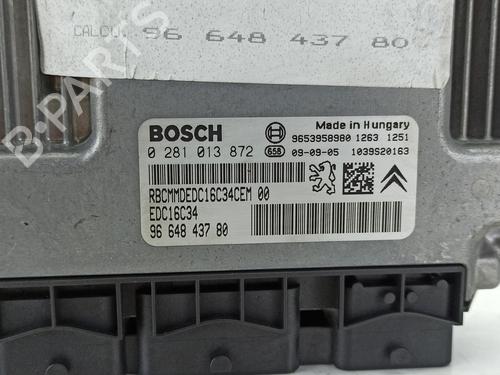 CALCU. 96 648 437 80
B-PARTS
BOSCH
Made in Hungary
9653958980 1263 1251
0 281 013 872
658
09-09-05
1039S20163
RBCMMDEDC16C34CEM 00
EDC16C34
96 648 437 80